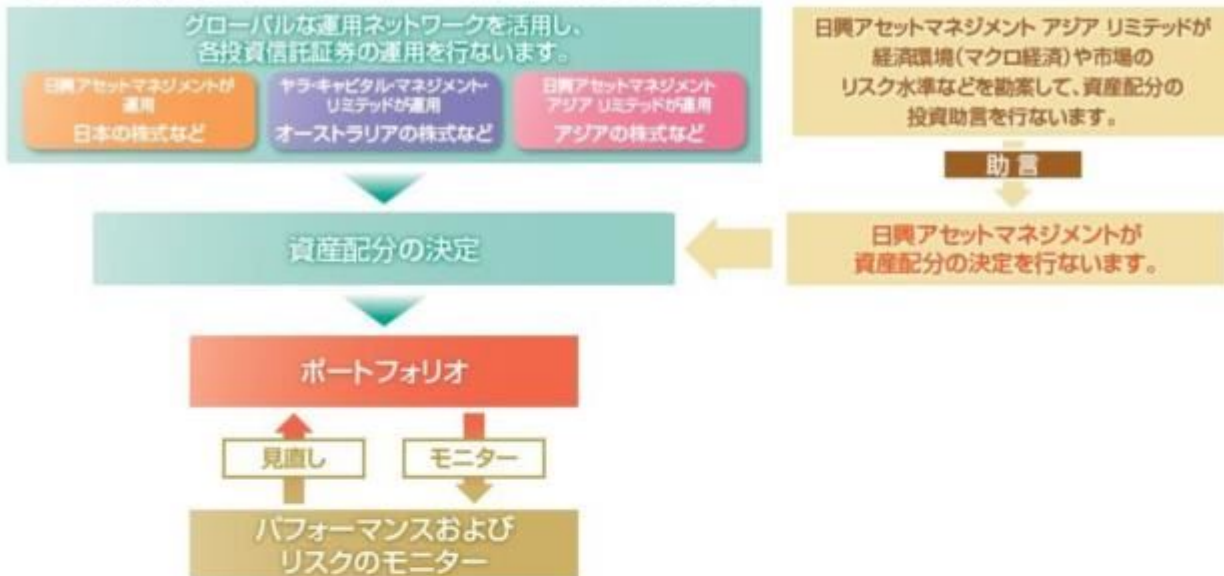 グローバルな運用ネットワークを活用し、
各投資信託証券の運用を行ないます。
日興アセットマネジメントが
運用
日本の株式など
ヤラ・キャピタル・マネジメント・
リミテッドが運用
オーストラリアの株式など
日興アセットマネジメント
アジア リミテッドが運用
アジアの株式など
日興アセットマネジメント アジア リミテッドが
経済環境(マクロ経済)や市場の
リスク水準などを勘案して、資産配分の
投資助言を行ないます。
助言
資産配分の決定
日興アセットマネジメントが
資産配分の決定を行ないます。
ポートフォリオ
見直し
モニター
パフォーマンスおよび
リスクのモニター